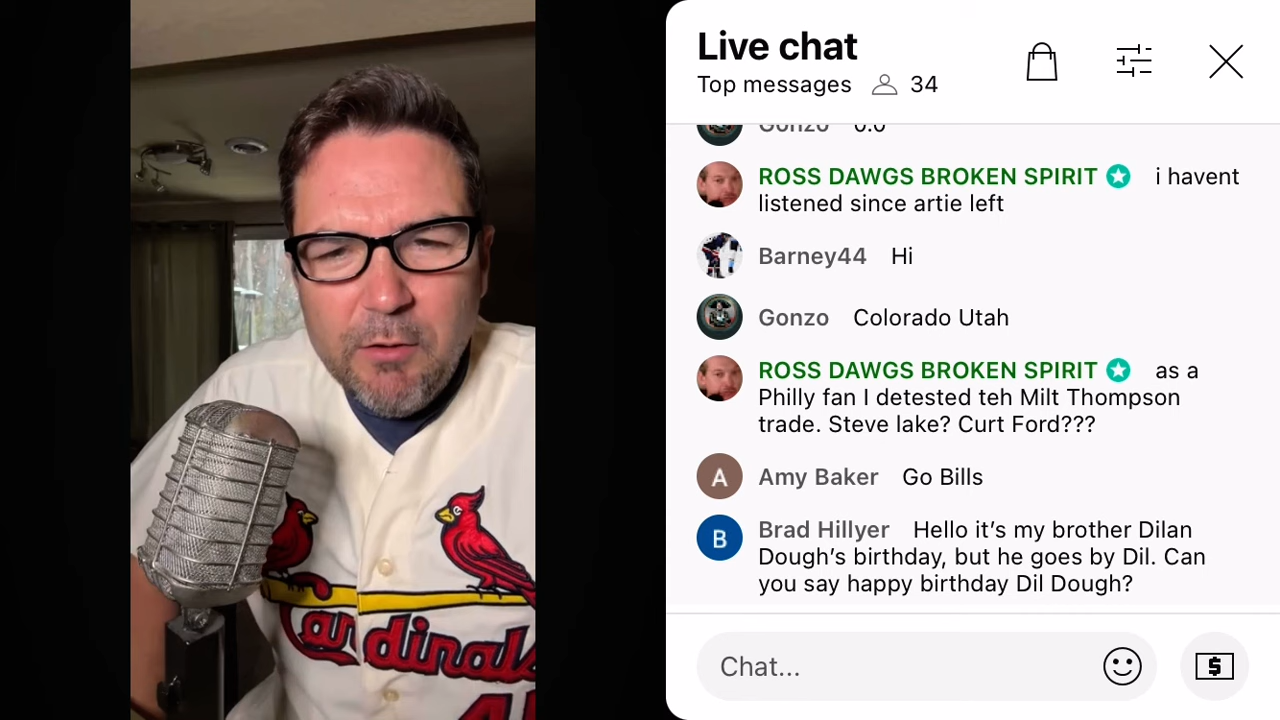 Live chat
Top messages 34
Gonzo 0.0
ROSS DAWGS BROKEN SPIRIT i havent
listened since artie left
Barney44 Hi
Gonzo Colorado Utah
ROSS DAWGS BROKEN SPIRIT as a
Philly fan I detested teh Milt Thompson
trade. Steve lake? Curt Ford???
A Amy Baker Go Bills
B Brad Hillyer Hello it’s my brother Dilan
Dough’s birthday, but he goes by Dil. Can
you say happy birthday Dil Dough?
Chat...
$
Cardinals